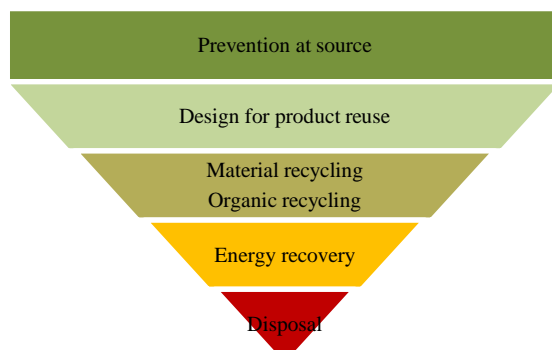 Prevention at source
Design for product reuse
Material recycling
Organic recycling
Energy recovery
Disposal